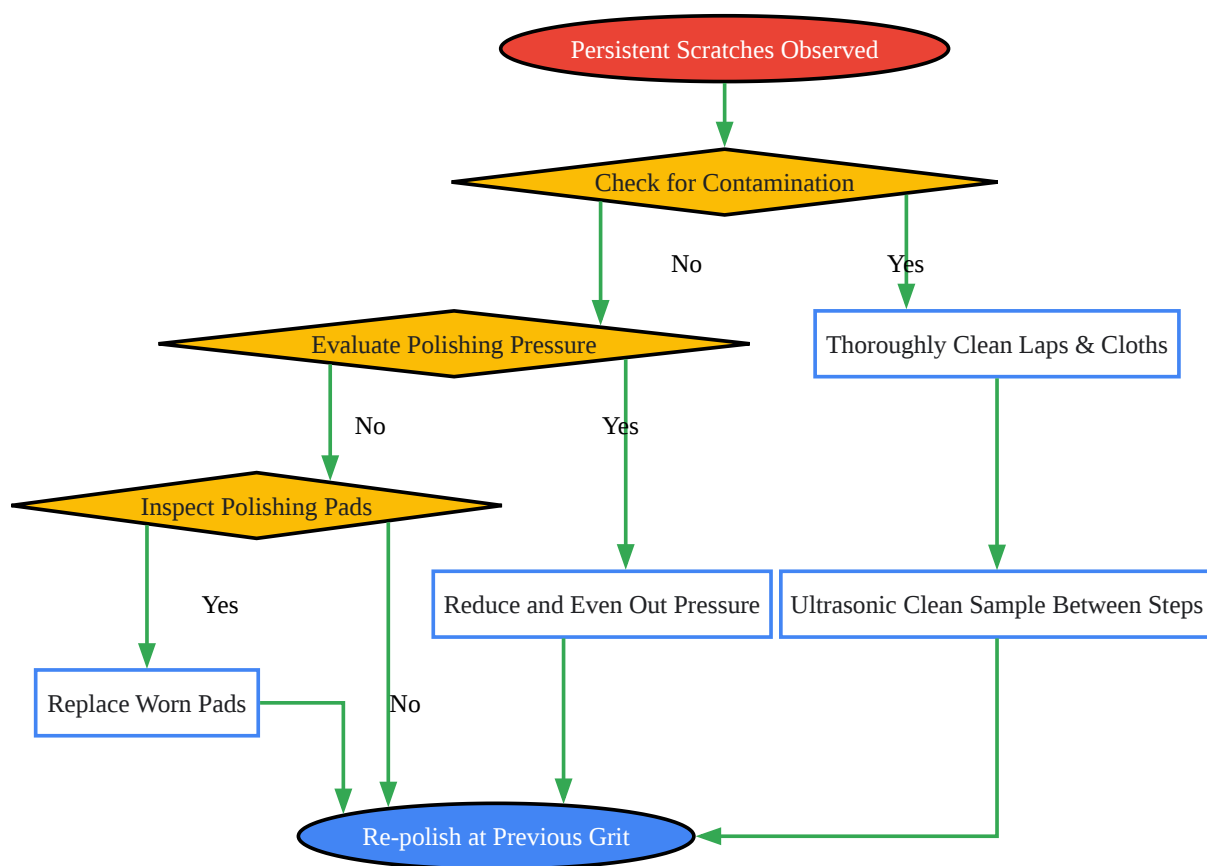 Persistent Scratches Observed
Check for Contamination
No
Yes
Evaluate Polishing Pressure
Thoroughly Clean Laps & Cloths
No
Yes
Inspect Polishing Pads
Yes
Reduce and Even Out Pressure
Ultrasonic Clean Sample Between Steps
Replace Worn Pads
No
Re-polish at Previous Grit